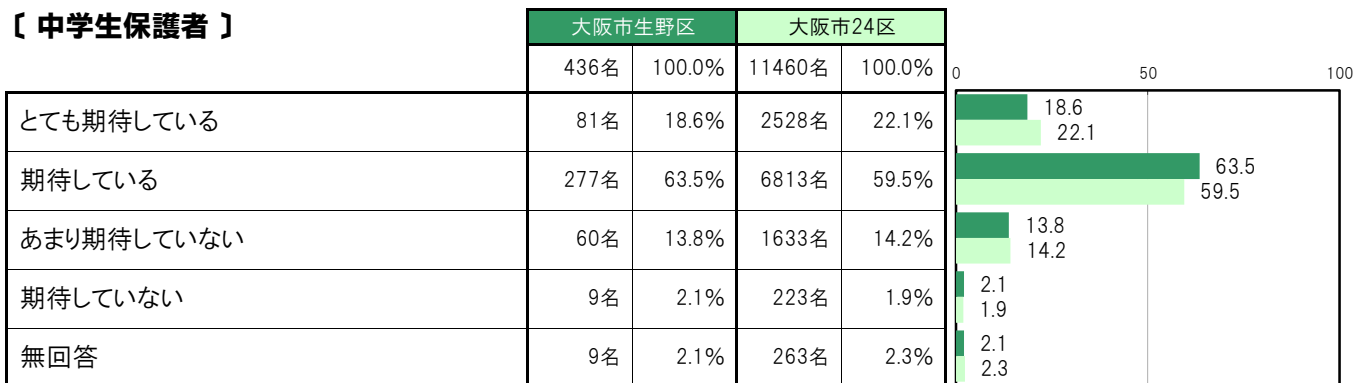 〔 中学生保護者 〕
大阪市生野区 大阪市24区
436名 100.0% 11460名 100.0%
0 50 100
とても期待している 81名 18.6% 2528名 22.1%
18.6
22.1
期待している 277名 63.5% 6813名 59.5%
63.5
59.5
あまり期待していない 60名 13.8% 1633名 14.2%
13.8
14.2
期待していない 9名 2.1% 223名 1.9%
2.1
1.9
無回答 9名 2.1% 263名 2.3%
2.1
2.3